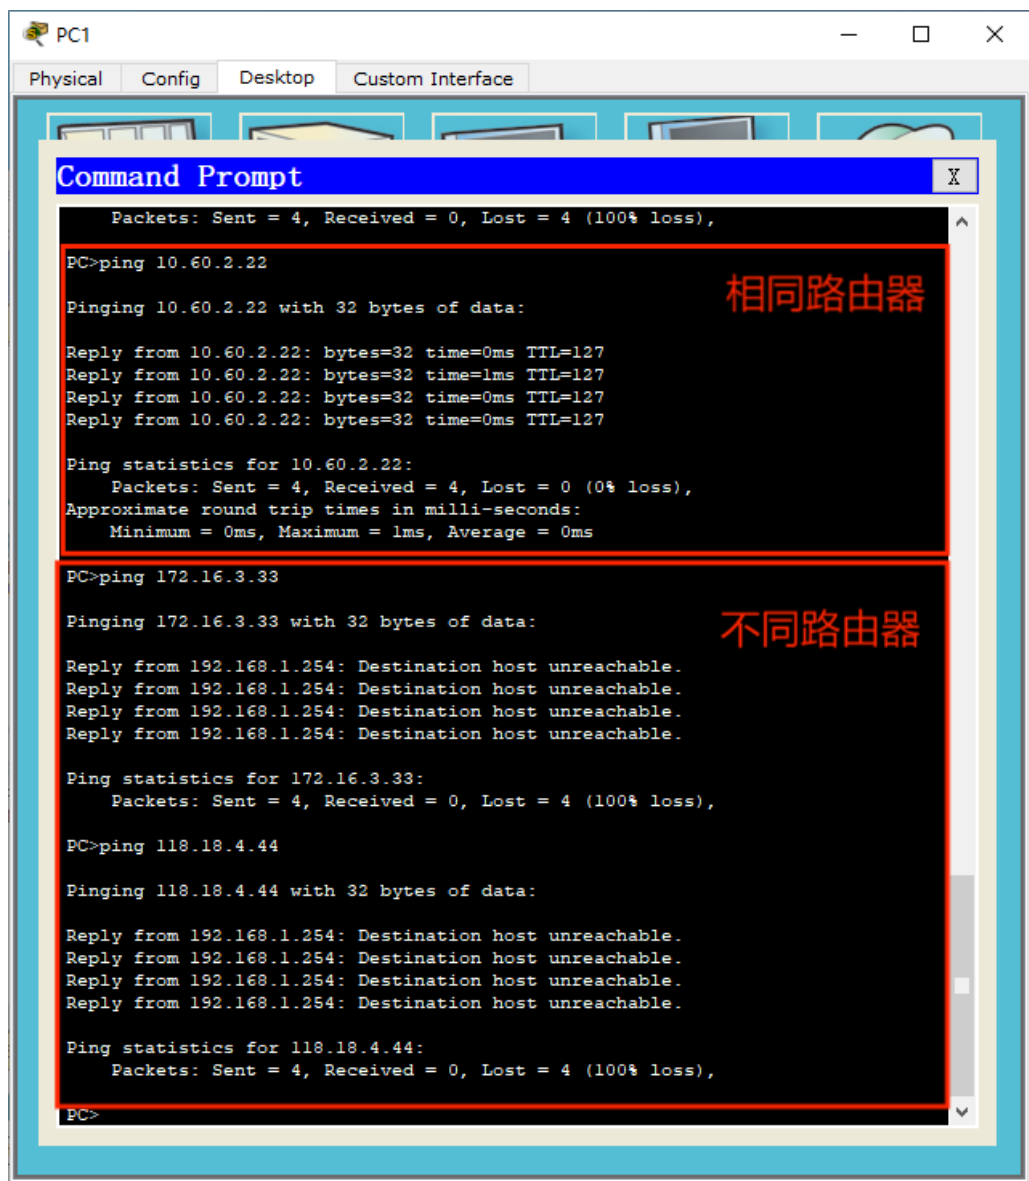 PC1
Physical Config Desktop Custom Interface
Command Prompt X
Packets: Sent = 4, Received = 0, Lost = 4 (100% loss),
PC>ping 10.60.2.22
相同路由器
Pinging 10.60.2.22 with 32 bytes of data:
Reply from 10.60.2.22: bytes=32 time=0ms TTL=127
Reply from 10.60.2.22: bytes=32 time=1ms TTL=127
Reply from 10.60.2.22: bytes=32 time=0ms TTL=127
Reply from 10.60.2.22: bytes=32 time=0ms TTL=127
Ping statistics for 10.60.2.22:
Packets: Sent = 4, Received = 4, Lost = 0 (0% loss),
Approximate round trip times in milli-seconds:
Minimum = 0ms, Maximum = 1ms, Average = 0ms
PC>ping 172.16.3.33
不同路由器
Pinging 172.16.3.33 with 32 bytes of data:
Reply from 192.168.1.254: Destination host unreachable.
Reply from 192.168.1.254: Destination host unreachable.
Reply from 192.168.1.254: Destination host unreachable.
Reply from 192.168.1.254: Destination host unreachable.
Ping statistics for 172.16.3.33:
Packets: Sent = 4, Received = 0, Lost = 4 (100% loss),
PC>ping 118.18.4.44
Pinging 118.18.4.44 with 32 bytes of data:
Reply from 192.168.1.254: Destination host unreachable.
Reply from 192.168.1.254: Destination host unreachable.
Reply from 192.168.1.254: Destination host unreachable.
Reply from 192.168.1.254: Destination host unreachable.
Ping statistics for 118.18.4.44:
Packets: Sent = 4, Received = 0, Lost = 4 (100% loss),
PC>